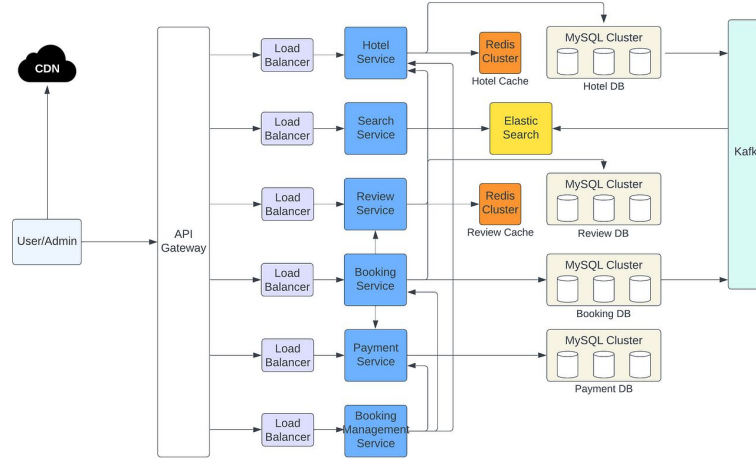 CDN
User/Admin
API
Gateway
Load
Balancer
Hotel
Service
Redis
Cluster
Hotel Cache
MySQL Cluster
Hotel DB
Load
Balancer
Search
Service
Elastic
Search
Kafk
Load
Balancer
Review
Service
Redis
Cluster
Review Cache
MySQL Cluster
Review DB
Load
Balancer
Booking
Service
MySQL Cluster
Booking DB
Load
Balancer
Payment
Service
MySQL Cluster
Payment DB
Load
Balancer
Booking
Management
Service